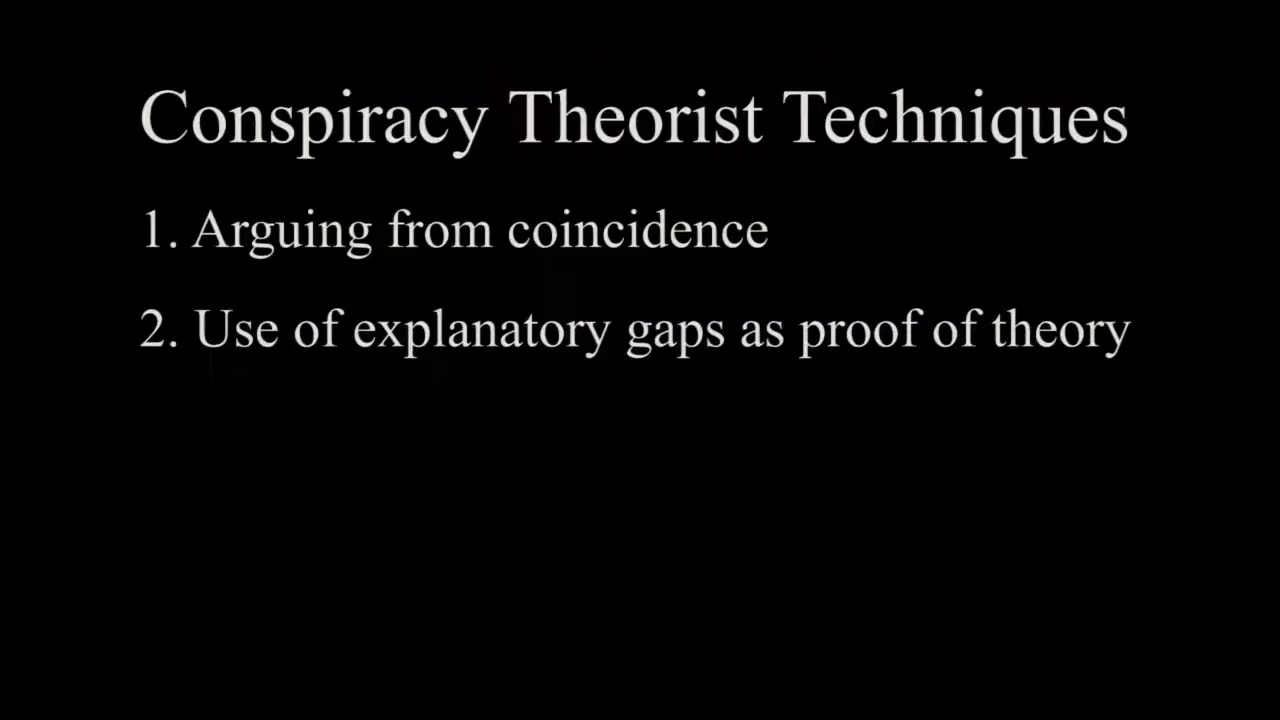 Conspiracy Theorist Techniques
1. Arguing from coincidence
2. Use of explanatory gaps as proof of theory